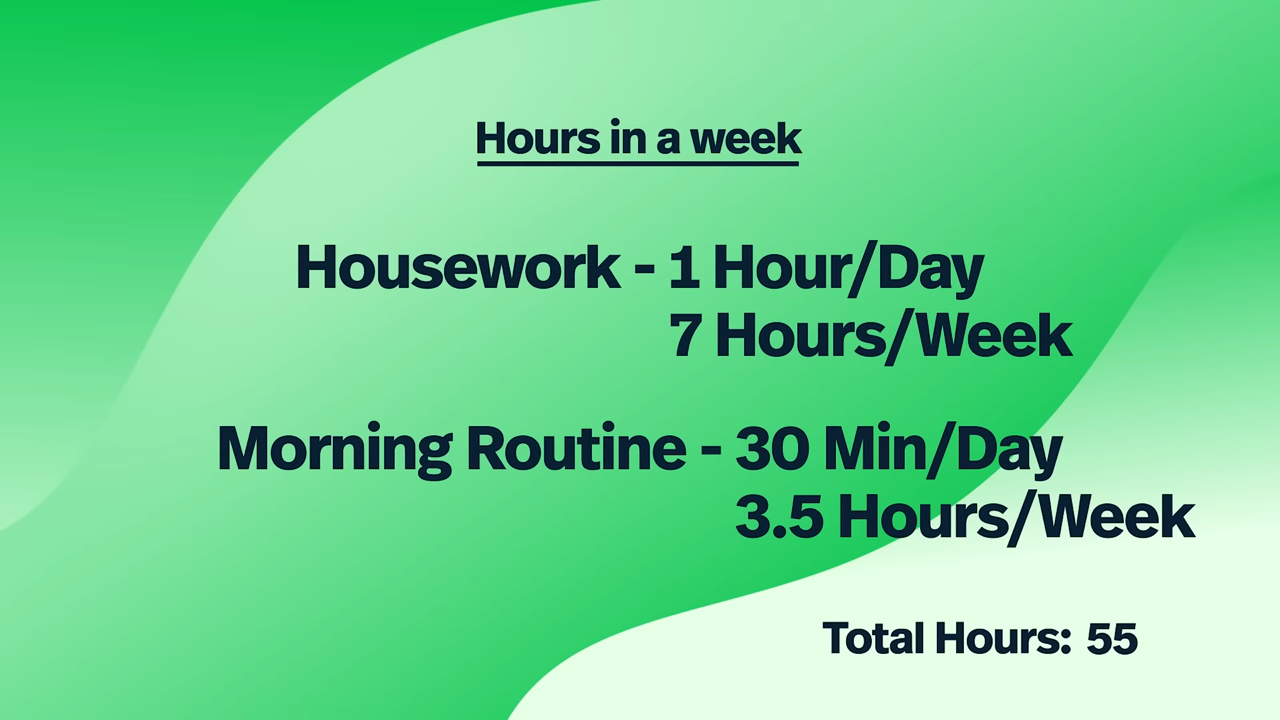 Hours in a week
Housework - 1 Hour/Day
7 Hours/Week
Morning Routine - 30 Min/Day
3.5 Hours/Week
Total Hours: 55